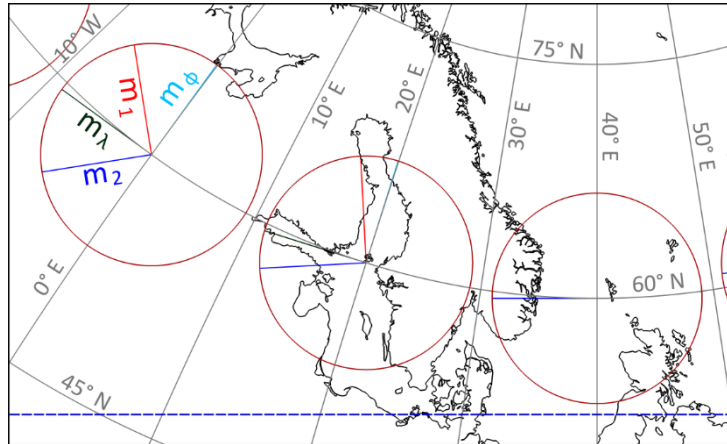 10° W
75° N
m₁
mᵩ
20° E
10° E
mλ
30° E
40° E
50° E
m₂
0° E
60° N
45° N